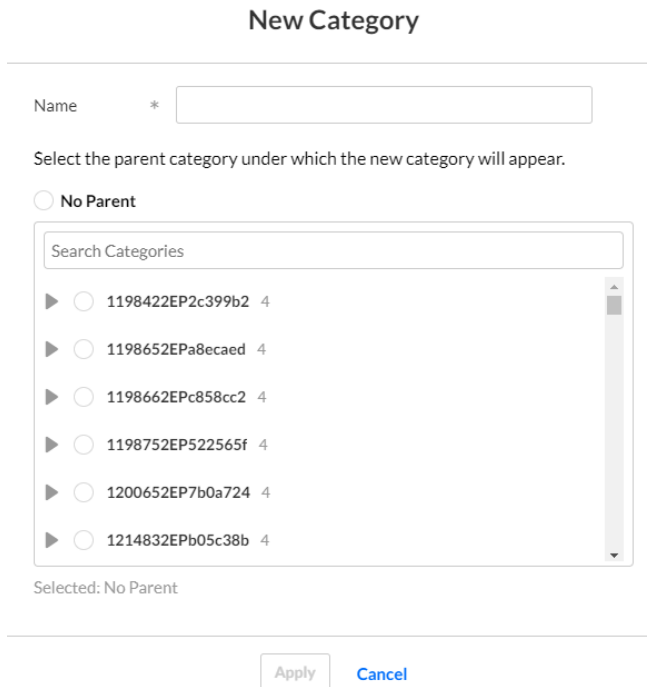 New Category
Name *
Select the parent category under which the new category will appear.
No Parent
Search Categories
1198422EP2c399b2 4
1198652EPa8ecaed 4
1198662EPc858cc2 4
1198752EP522565f 4
1200652EP7b0a724 4
1214832EPb05c38b 4
Selected: No Parent
Apply Cancel